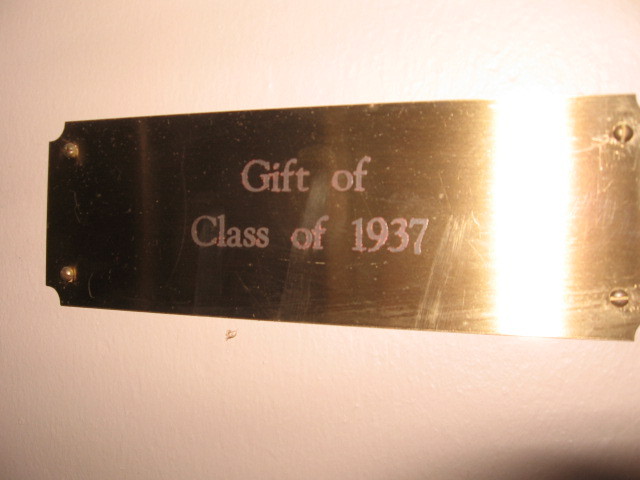 Gift of
Class of 1937